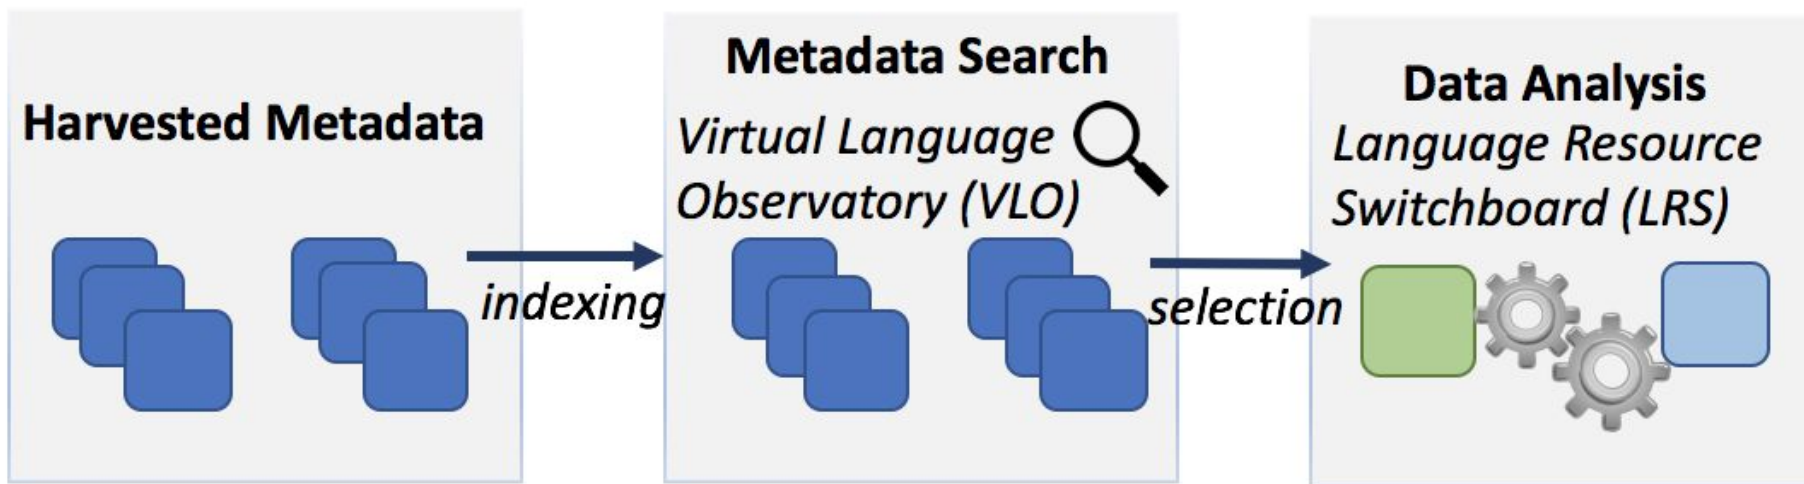 Harvested Metadata
indexing
Metadata Search
Virtual Language
Observatory (VLO)
selection
Data Analysis
Language Resource
Switchboard (LRS)